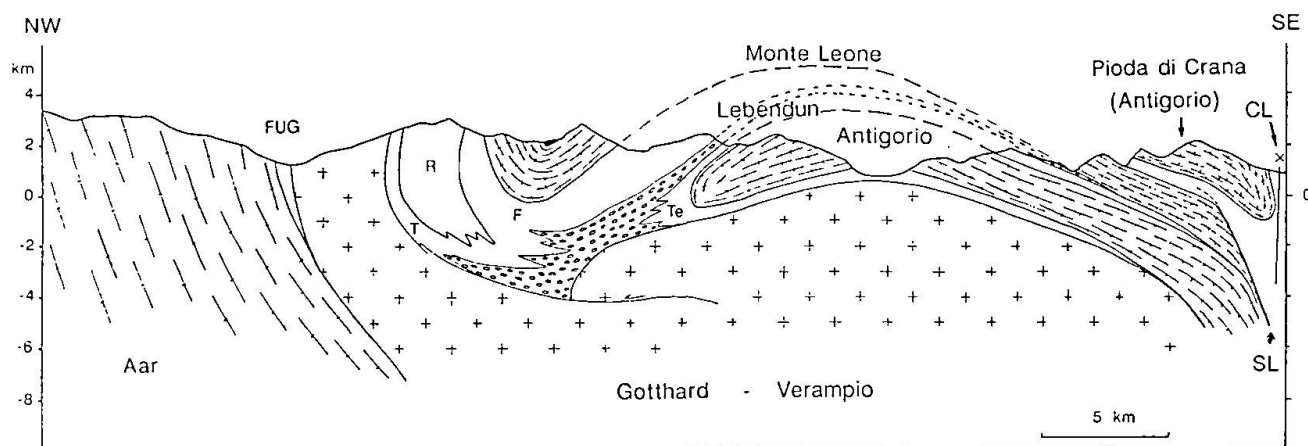 NW
SE
km
4
2
0
-2
-4
-6
-8
FUG
R
T
F
Te
Monte Leone
Lebendun
Antigorio
Pioda di Crana
(Antigorio)
CL
0
SL
Aar
Gotthard - Verampio
5 km